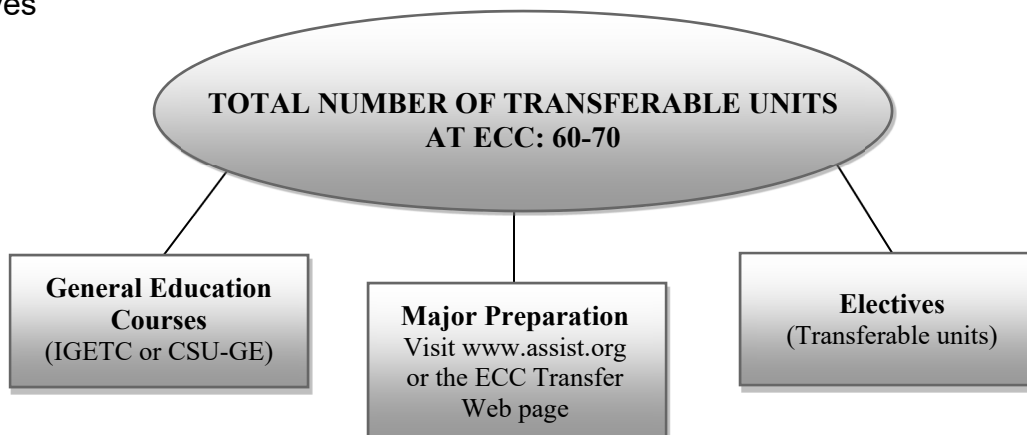 TOTAL NUMBER OF TRANSFERABLE UNITS
AT ECC: 60-70
General Education
Courses
(IGETC or CSU-GE)
Major Preparation
Visit www.assist.org
or the ECC Transfer
Web page
Electives
(Transferable units)